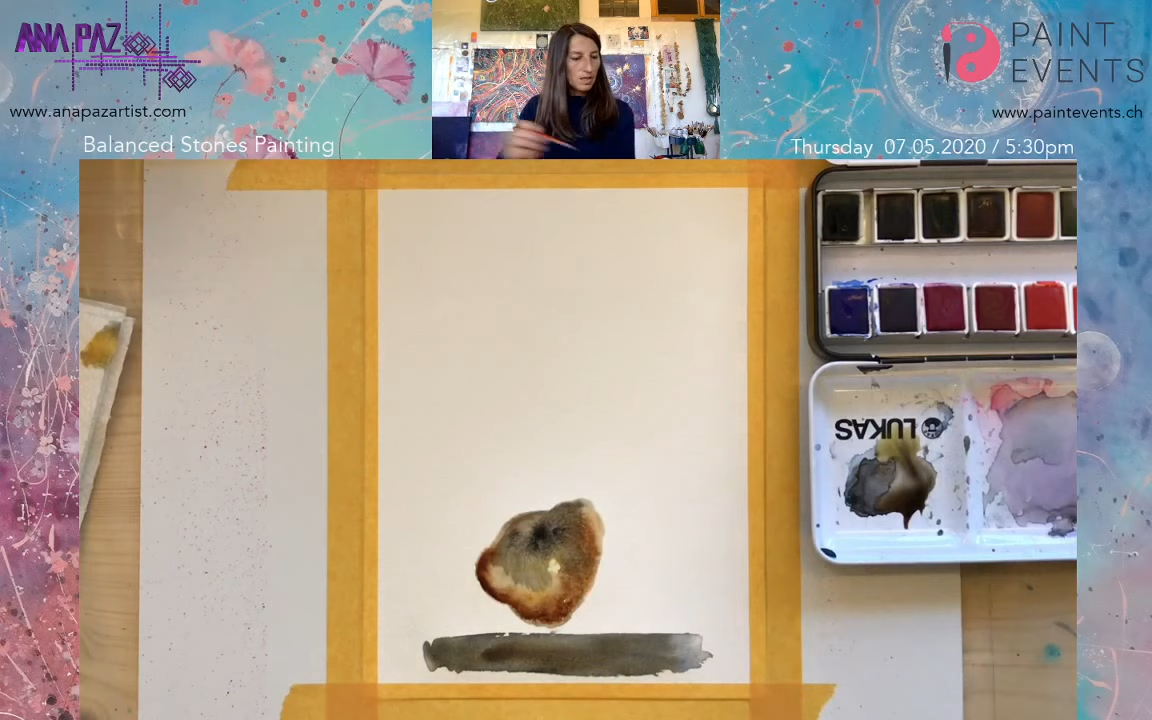 ANA PAZ
www.anapazartist.com
PAINT
EVENTS
www.paintevents.ch
Balanced Stones Painting
Thursday 07.05.2020 / 5:30pm
LUKAS